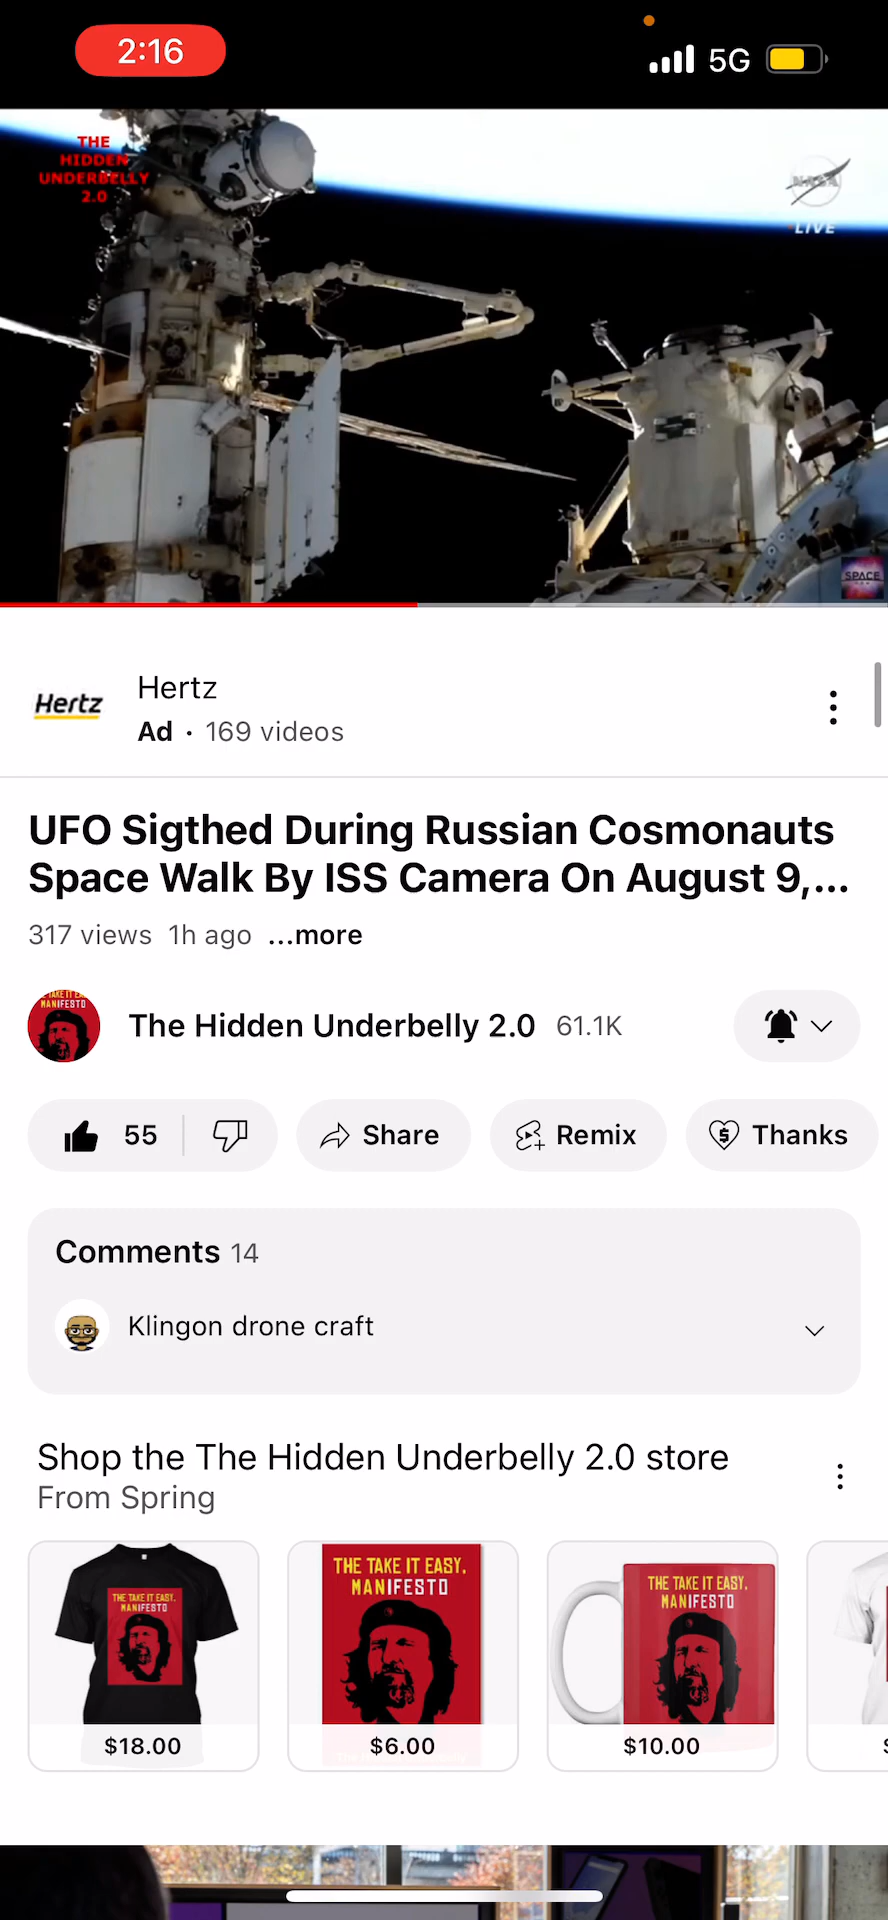 2:16
5G
THE
HIDDEN
UNDERBELLY
2.0
NASA
LIVE
SPACE
Hertz
Hertz
Ad · 169 videos
UFO Sigthed During Russian Cosmonauts
Space Walk By ISS Camera On August 9,...
317 views 1h ago ...more
MANIFESTO
The Hidden Underbelly 2.0 61.1K
55
Share
Remix
Thanks
Comments 14
Klingon drone craft
Shop the The Hidden Underbelly 2.0 store
From Spring
THE TAKE IT EASY.
MANIFESTO
$18.00
THE TAKE IT EASY.
MANIFESTO
$6.00
THE TAKE IT EASY.
MANIFESTO
$10.00